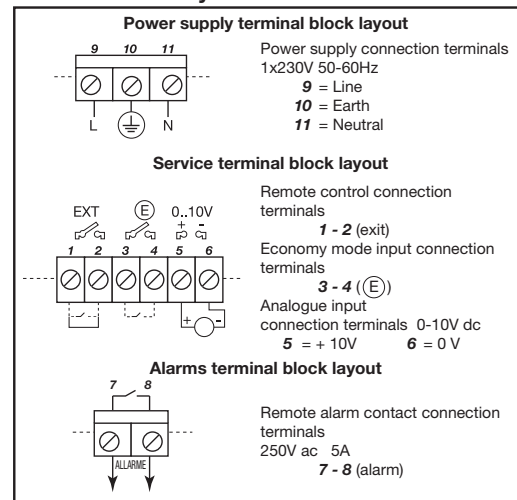 Power supply terminal block layout
9 10 11
L N
Power supply connection terminals
1x230V 50-60Hz
9 = Line
10 = Earth
11 = Neutral
Service terminal block layout
EXT E 0..10V
+ -
1 2 3 4 5 6
+ -
Remote control connection
terminals
1 - 2 (exit)
Economy mode input connection
terminals
3 - 4 (E)
Analogue input
connection terminals 0-10V dc
5 = + 10V 6 = 0 V
Alarms terminal block layout
7 8
ALLARME
Remote alarm contact connection
terminals
250V ac 5A
7 - 8 (alarm)